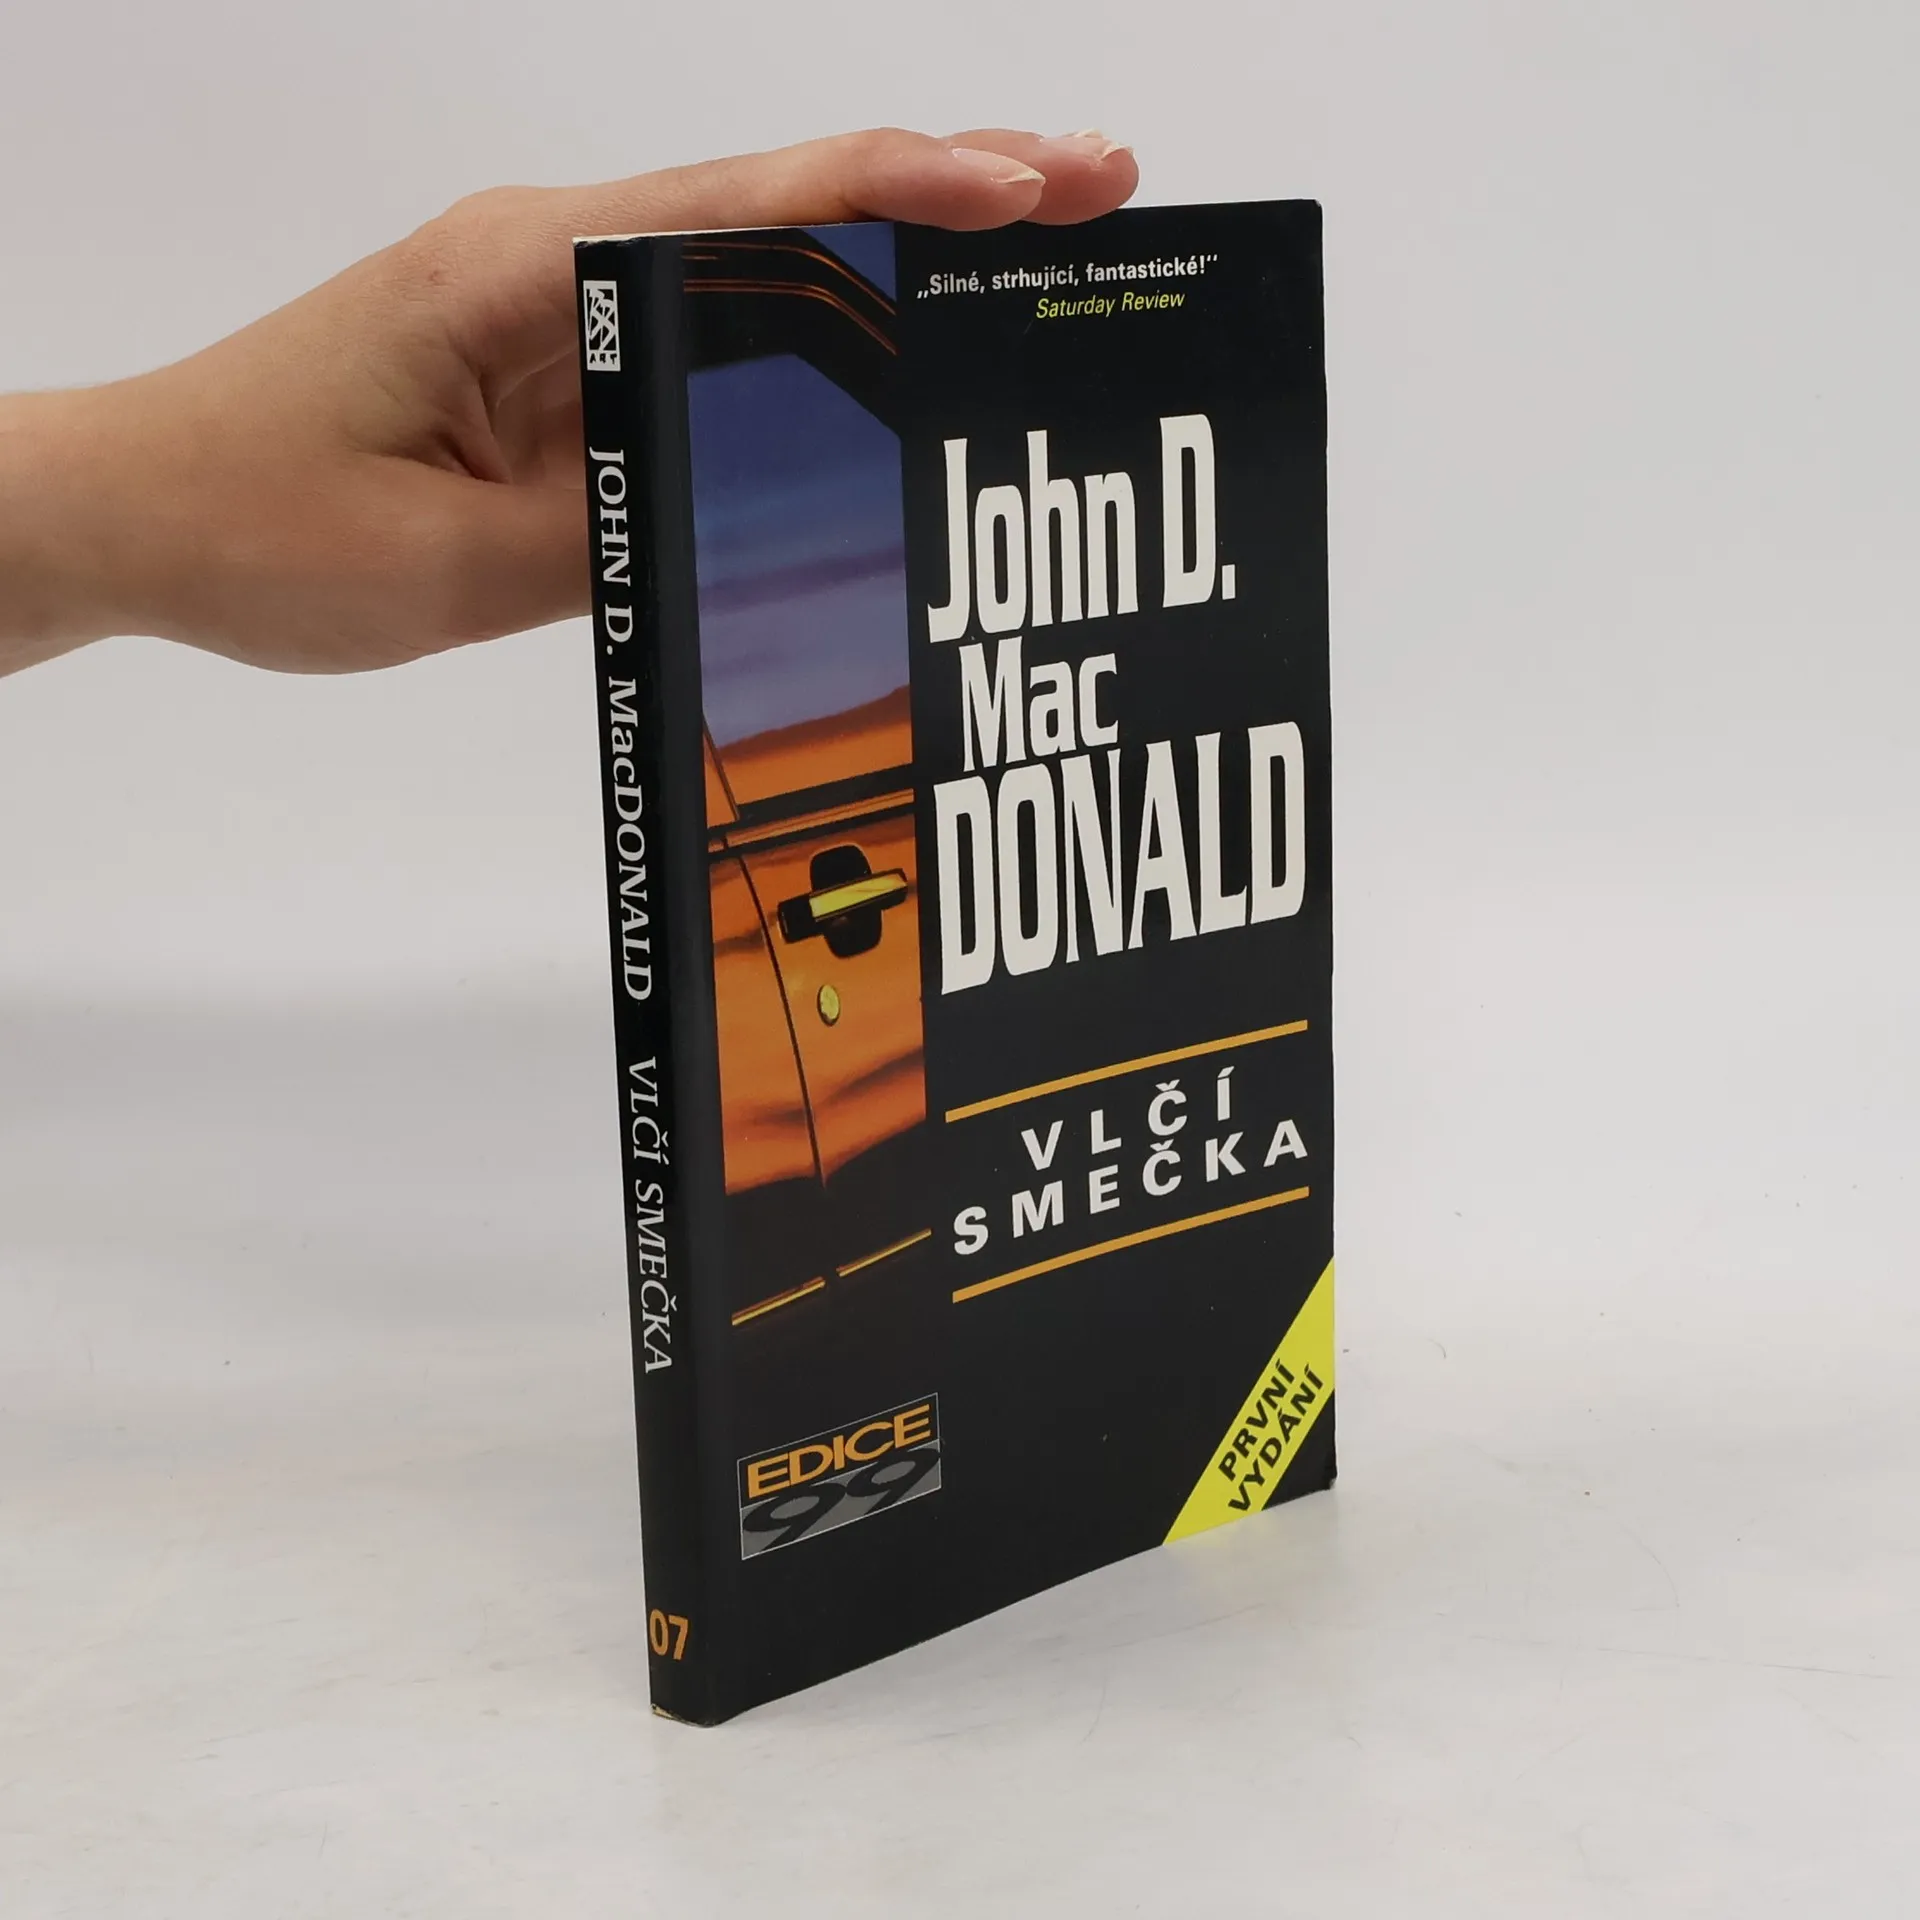 ART
JOHN D. MacDONALD VLČÍ SMEČKA
07
„Silné, strhující, fantastické!“
Saturday Review
John D.
Mac
DONALD
VLČÍ
SMEČKA
EDICE
99
PRVNÍ
VYDÁNÍ